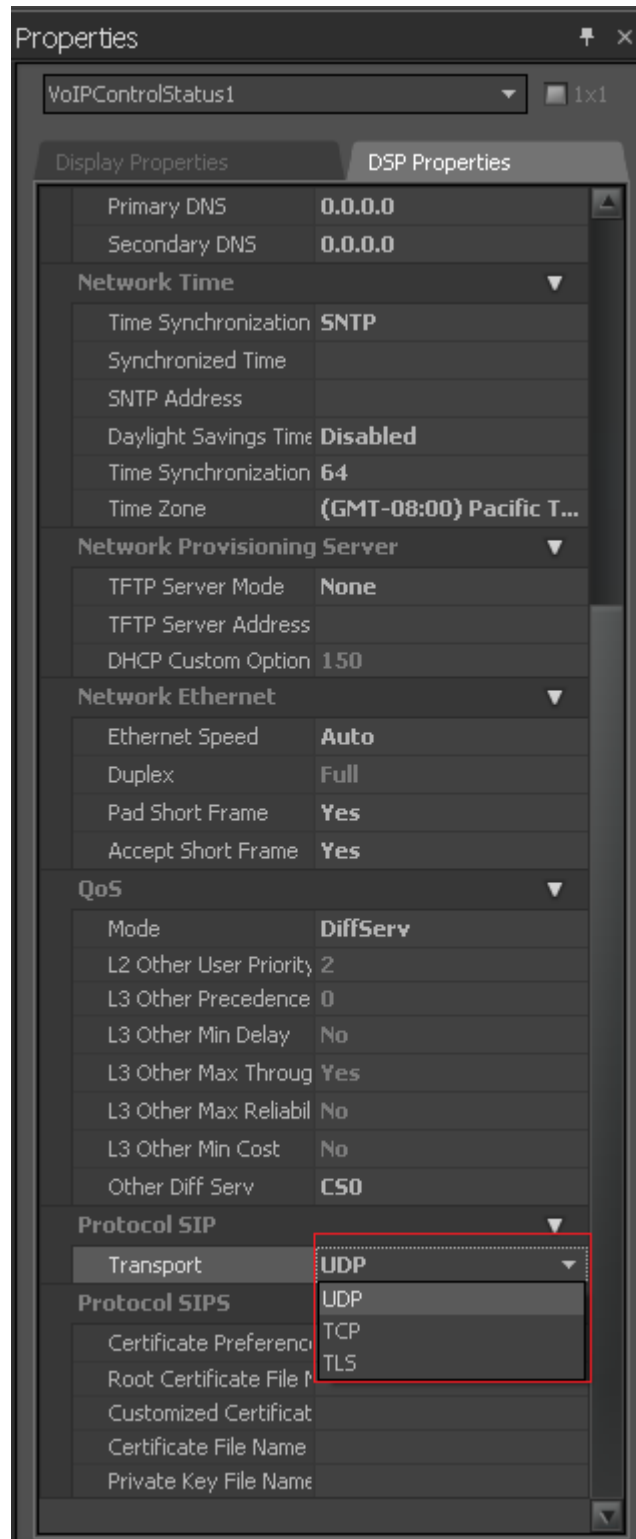 Properties
VoIPControlStatus1 1x1
Display Properties DSP Properties
Primary DNS 0.0.0.0
Secondary DNS 0.0.0.0
Network Time
Time Synchronization SNTP
Synchronized Time
SNTP Address
Daylight Savings Time Disabled
Time Synchronization 64
Time Zone (GMT-08:00) Pacific T...
Network Provisioning Server
TFTP Server Mode None
TFTP Server Address
DHCP Custom Option 150
Network Ethernet
Ethernet Speed Auto
Duplex Full
Pad Short Frame Yes
Accept Short Frame Yes
QoS
Mode DiffServ
L2 Other User Priority 2
L3 Other Precedence 0
L3 Other Min Delay No
L3 Other Max Throug Yes
L3 Other Max Reliabil No
L3 Other Min Cost No
Other Diff Serv CS0
Protocol SIP
Transport UDP
Protocol SIPS UDP
Certificate Preferenc TCP
Root Certificate File N TLS
Customized Certificat
Certificate File Name
Private Key File Name